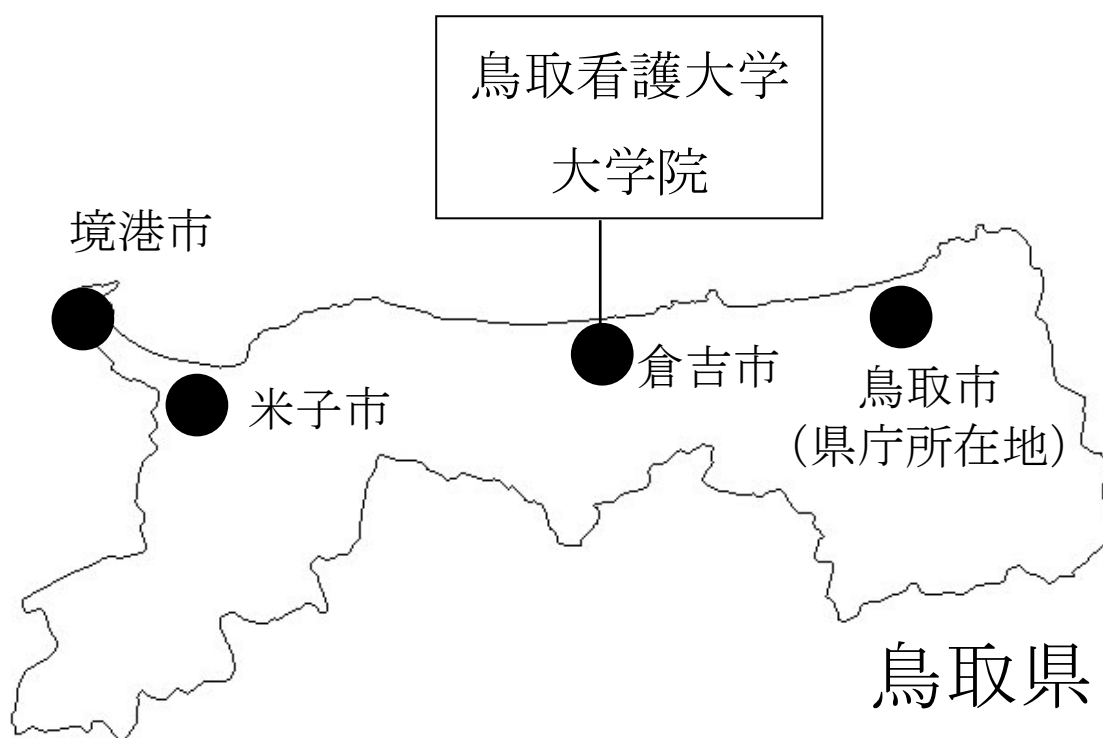 鳥取看護大学
大学院
境港市
米子市
倉吉市
鳥取市
（県庁所在地）
鳥取県